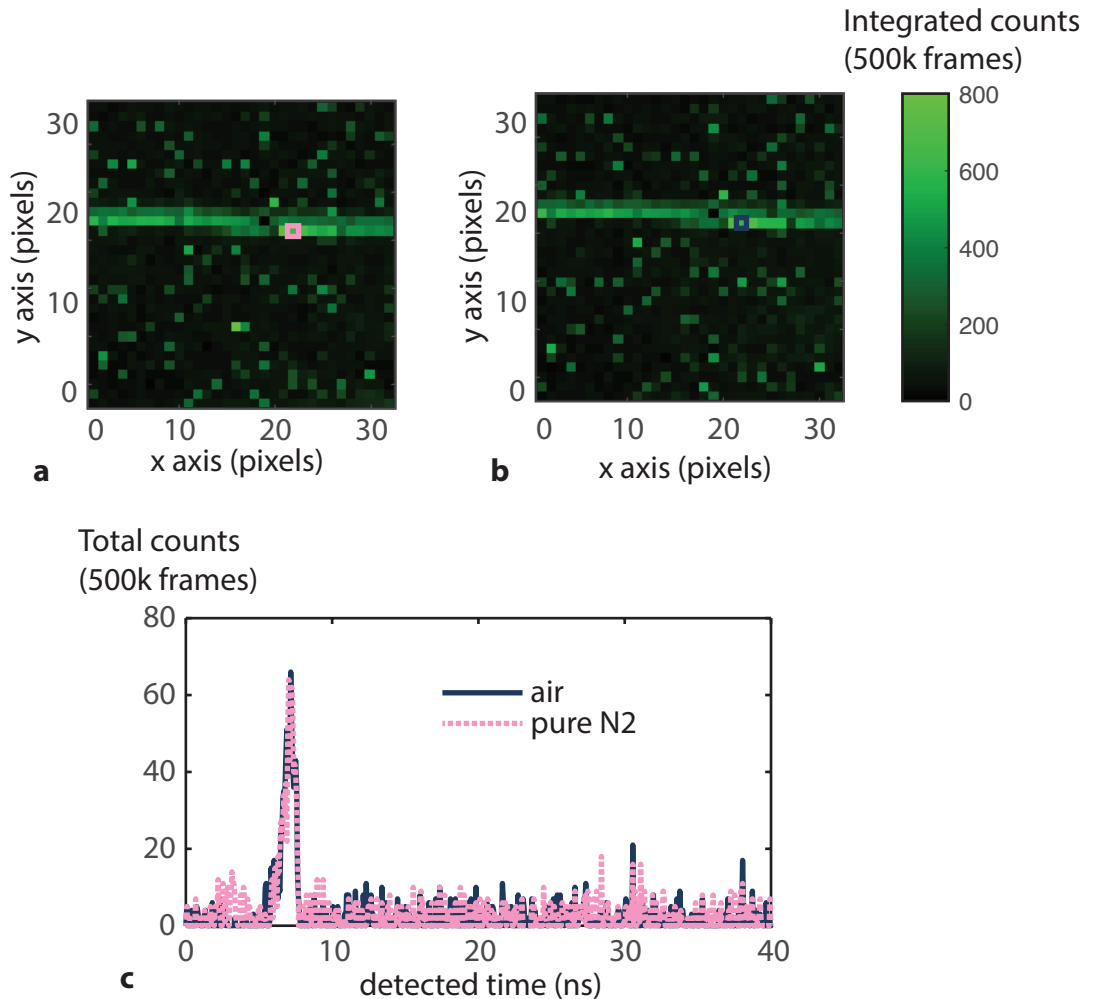 Integrated counts
(500k frames)
30
20
10
0
y axis (pixels)
0 10 20 30
x axis (pixels)
a
30
20
10
0
y axis (pixels)
0 10 20 30
x axis (pixels)
b
800
600
400
200
0
Total counts
(500k frames)
80
60
40
20
0
air
pure N2
0 10 20 30 40
detected time (ns)
c